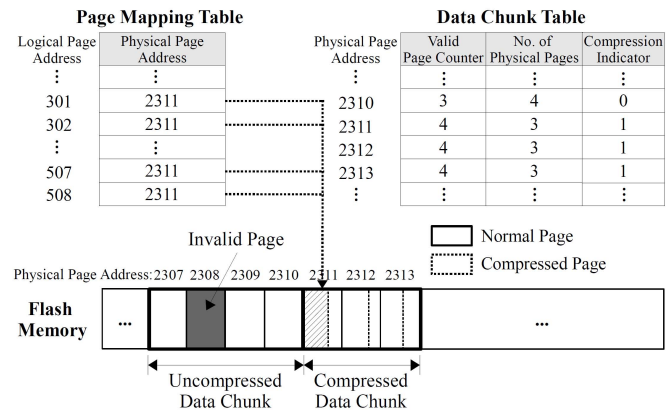 Page Mapping Table
Data Chunk Table
Logical Page Address
Physical Page Address
Physical Page Address
Valid Page Counter
No. of Physical Pages
Compression Indicator
⋮ ⋮ ⋮ ⋮ ⋮ ⋮
301 2311 2310 3 4 0
302 2311 2311 4 3 1
⋮ ⋮ 2312 4 3 1
507 2311 2313 4 3 1
508 2311 ⋮ ⋮ ⋮ ⋮
Invalid Page
Normal Page
Compressed Page
Physical Page Address: 2307 2308 2309 2310 2311 2312 2313
Flash Memory
... ...
Uncompressed Data Chunk
Compressed Data Chunk